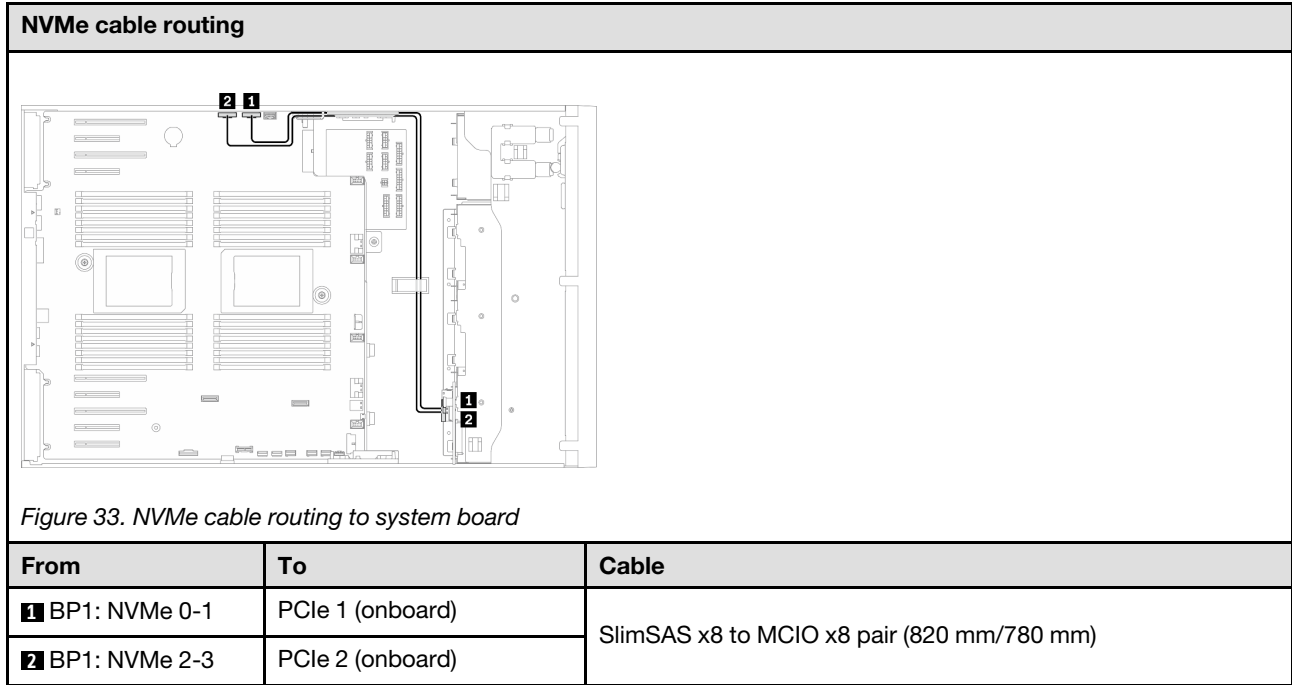 NVMe cable routing
2 1
1
2
Figure 33. NVMe cable routing to system board
From To Cable
1 BP1: NVMe 0-1 PCIe 1 (onboard) SlimSAS x8 to MCIO x8 pair (820 mm/780 mm)
2 BP1: NVMe 2-3 PCIe 2 (onboard)